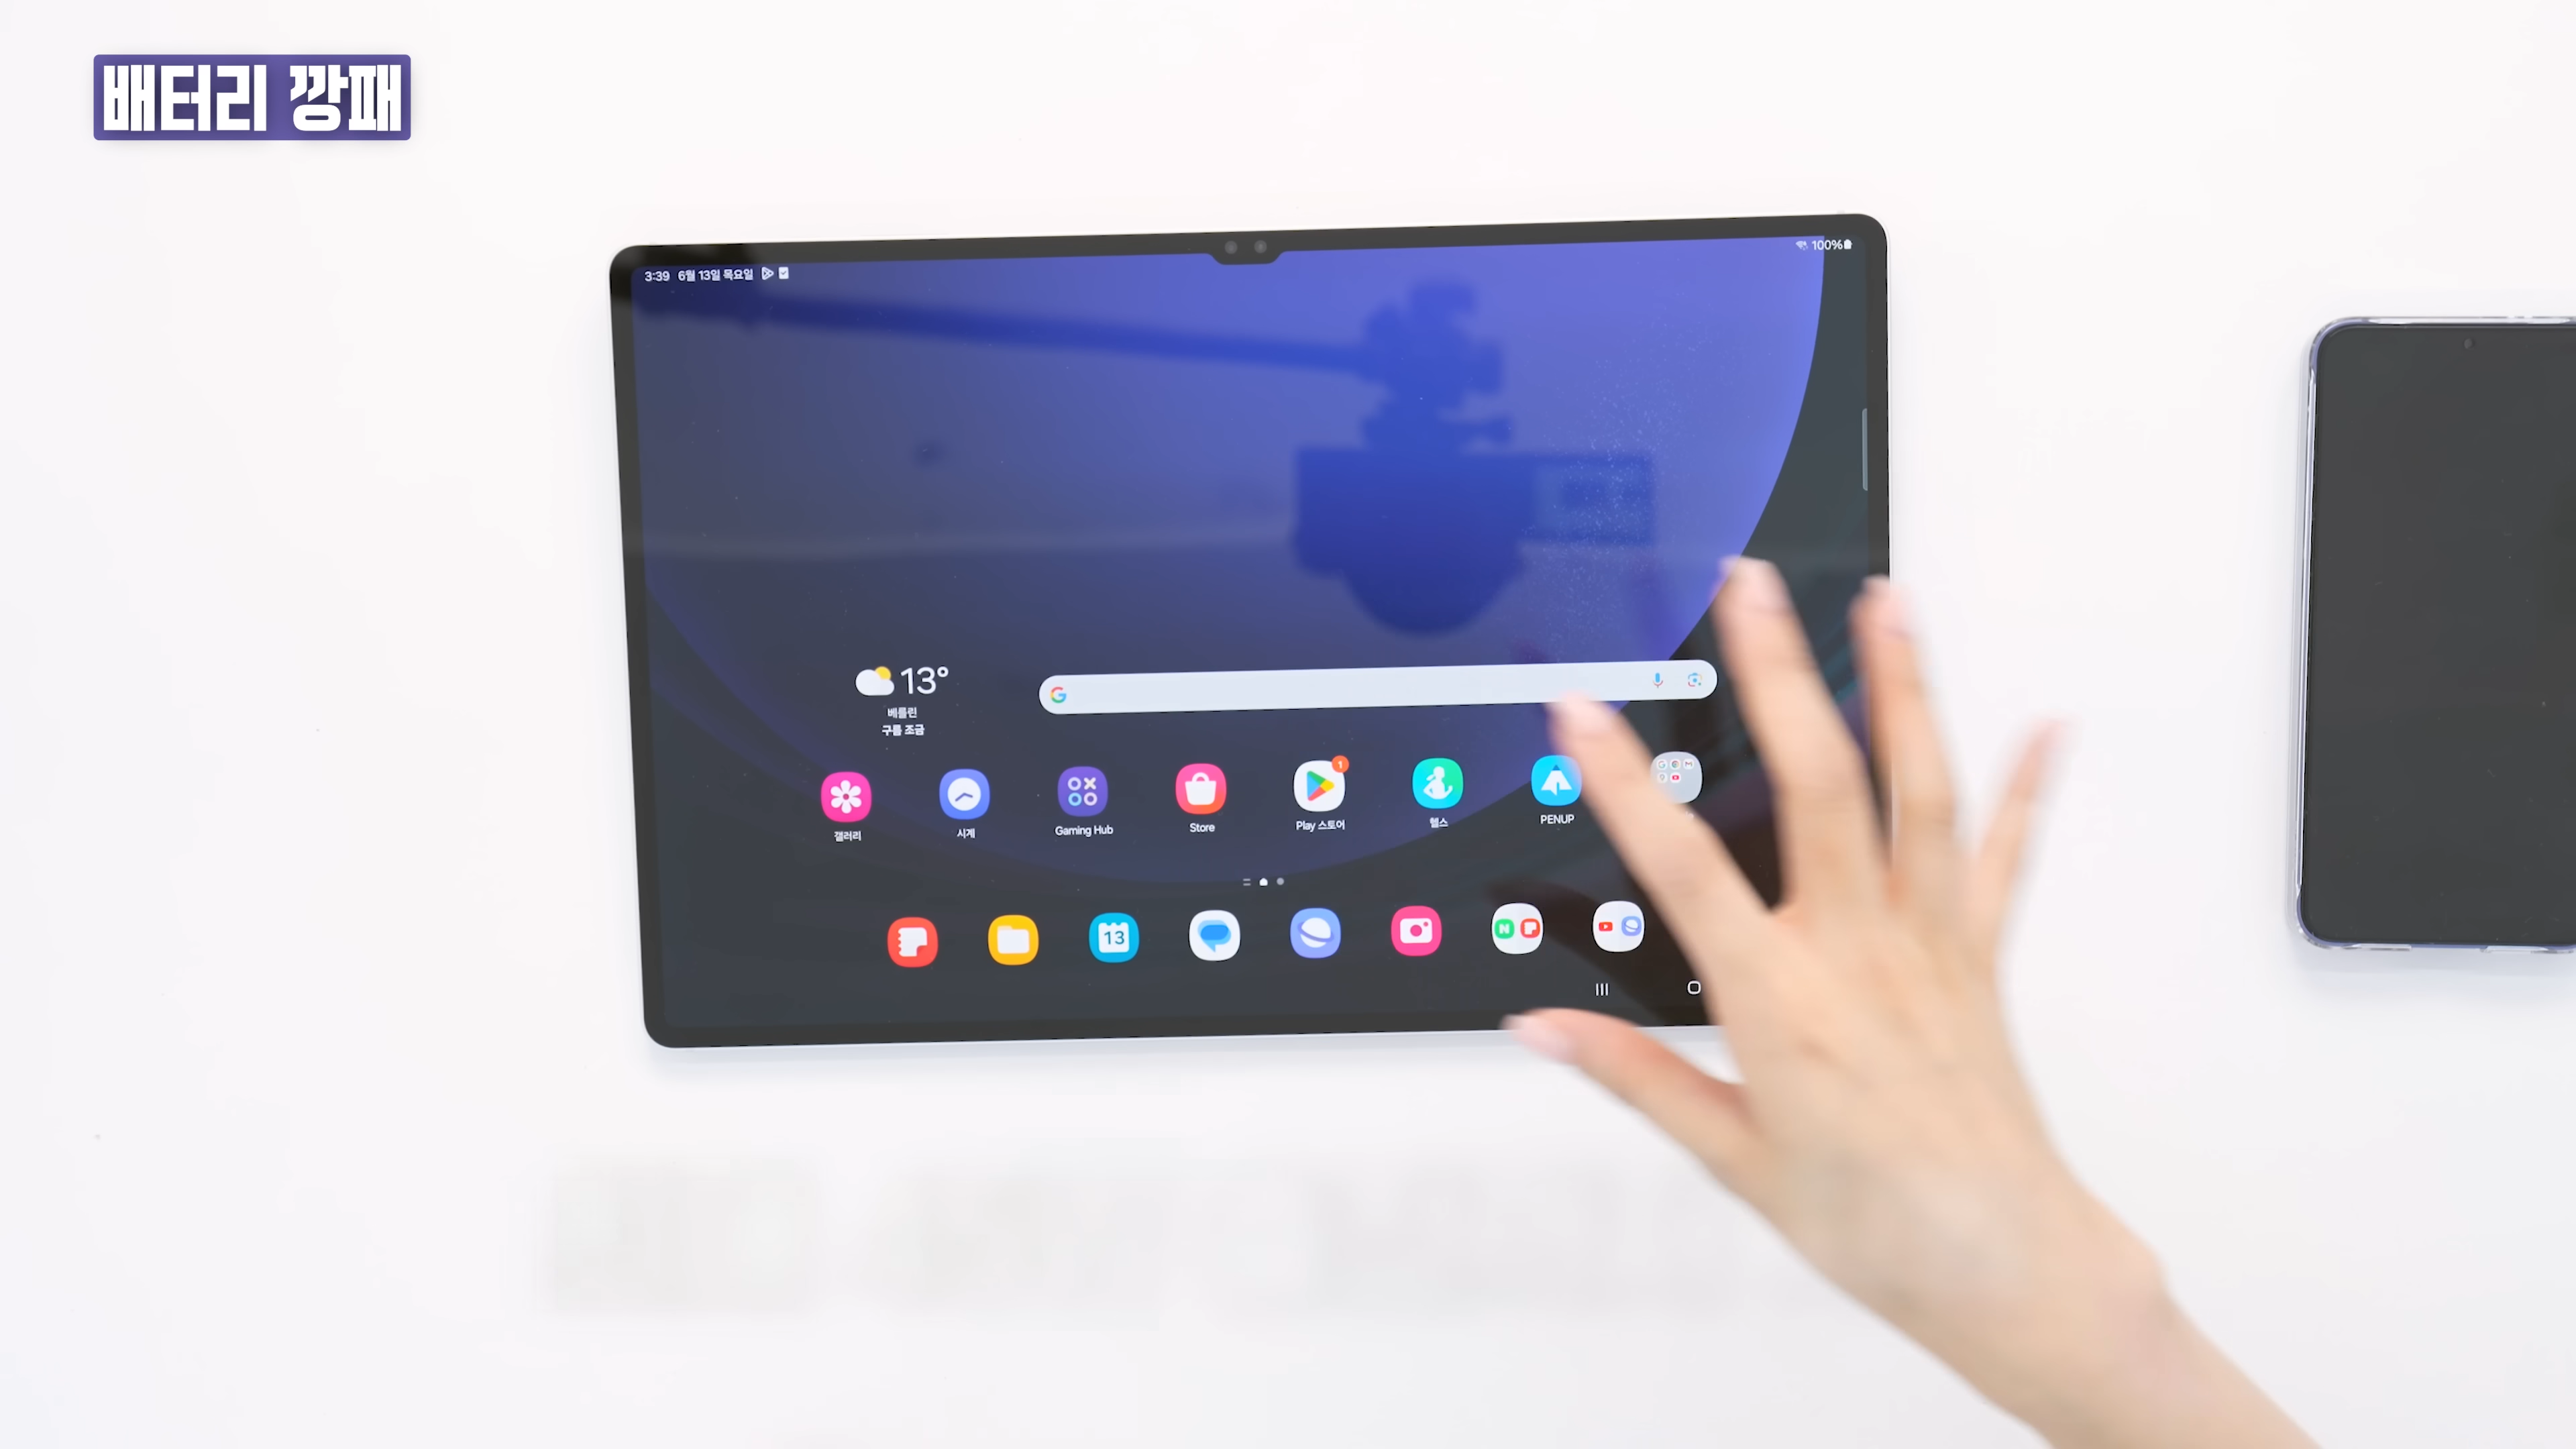 배터리 깡패
3:39 6월 13일 목요일
100%
13°
베를린
구름 조금
갤러리
시계
Gaming Hub
Store
Play 스토어
1
헬스
PENUP
13